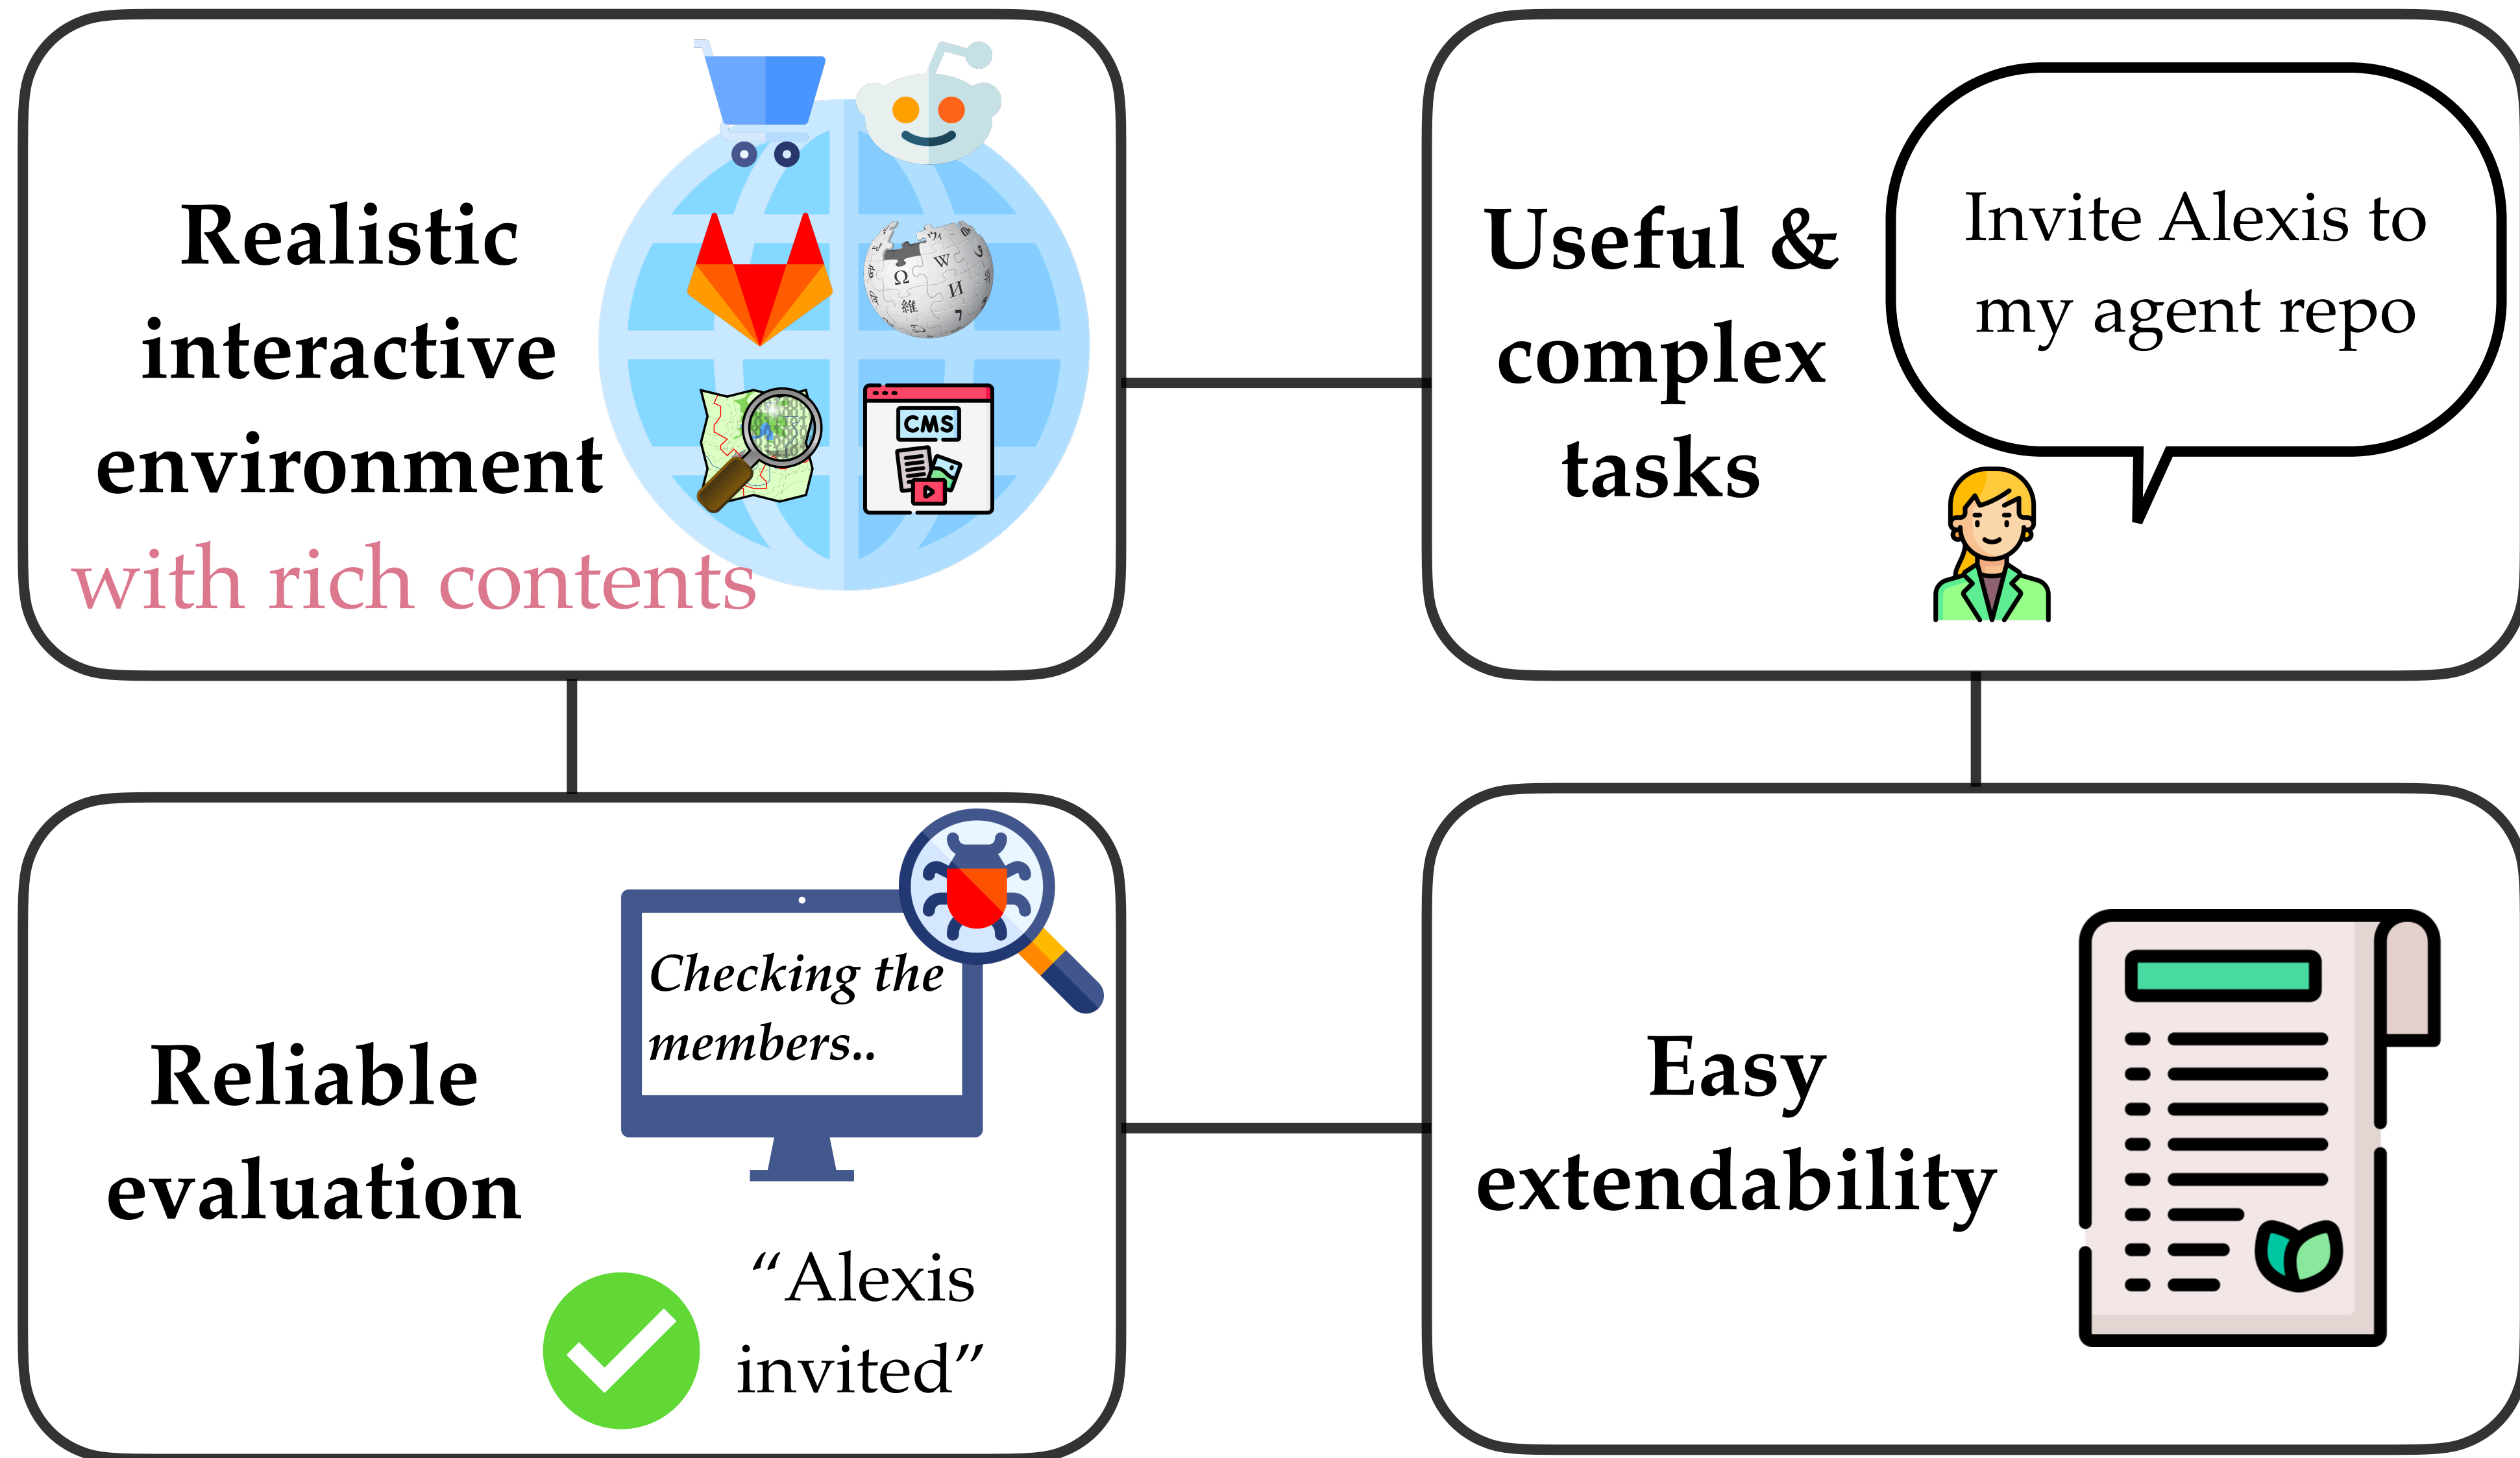 Realistic
interactive
environment
with rich contents
CMS
Ω W
維 И
Useful &
complex
tasks
Invite Alexis to
my agent repo
Reliable
evaluation
Checking the
members..
“Alexis
invited”
Easy
extendability